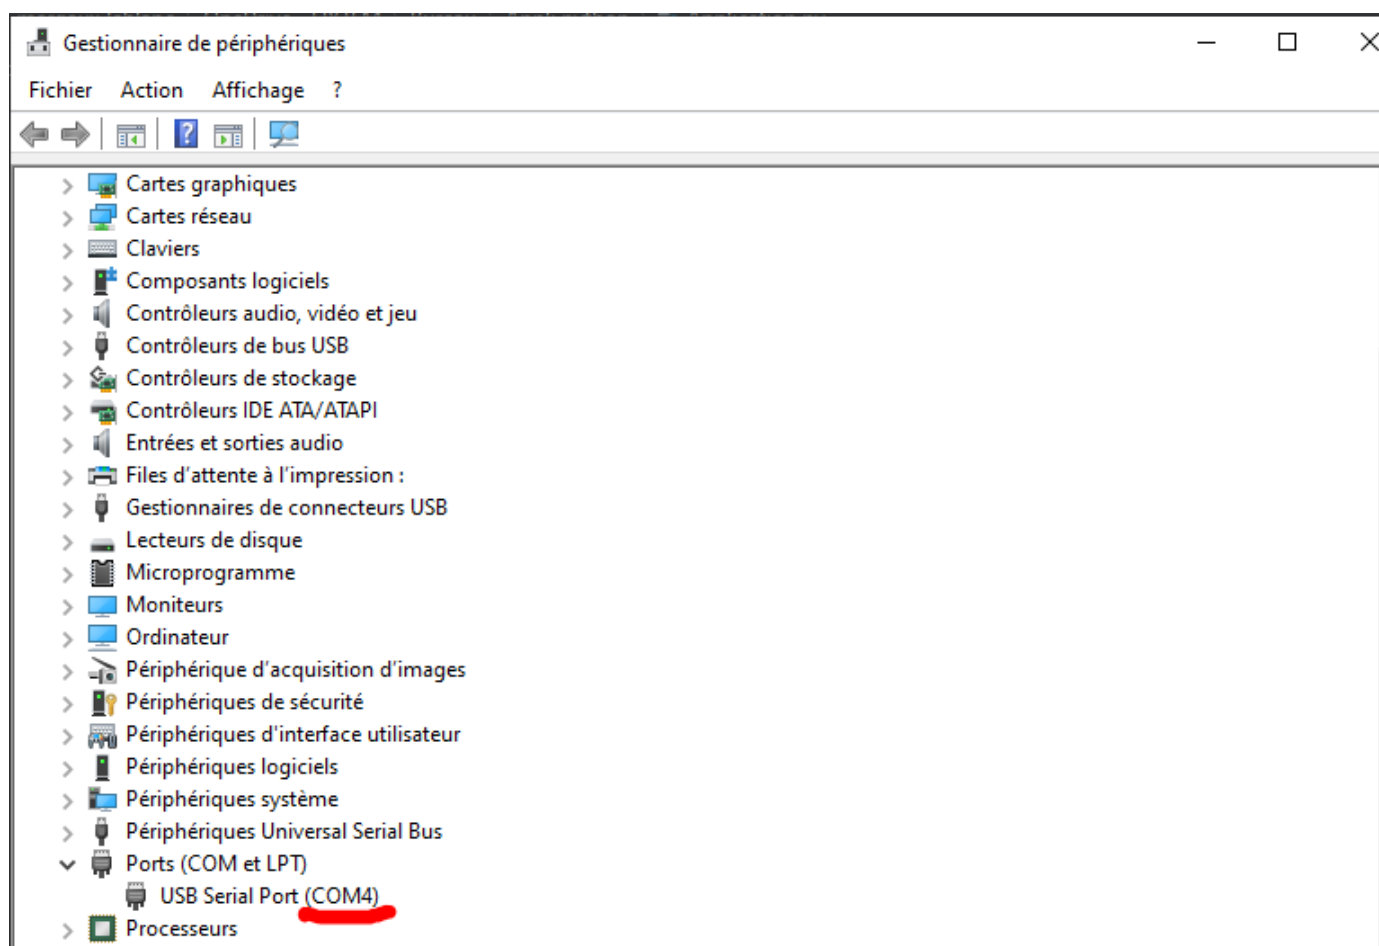 Gestionnaire de périphériques
Fichier Action Affichage ?
Cartes graphiques
Cartes réseau
Claviers
Composants logiciels
Contrôleurs audio, vidéo et jeu
Contrôleurs de bus USB
Contrôleurs de stockage
Contrôleurs IDE ATA/ATAPI
Entrées et sorties audio
Files d'attente à l'impression :
Gestionnaires de connecteurs USB
Lecteurs de disque
Microprogramme
Moniteurs
Ordinateur
Périphérique d'acquisition d'images
Périphériques de sécurité
Périphériques d'interface utilisateur
Périphériques logiciels
Périphériques système
Périphériques Universal Serial Bus
Ports (COM et LPT)
USB Serial Port (COM4)
Processeurs